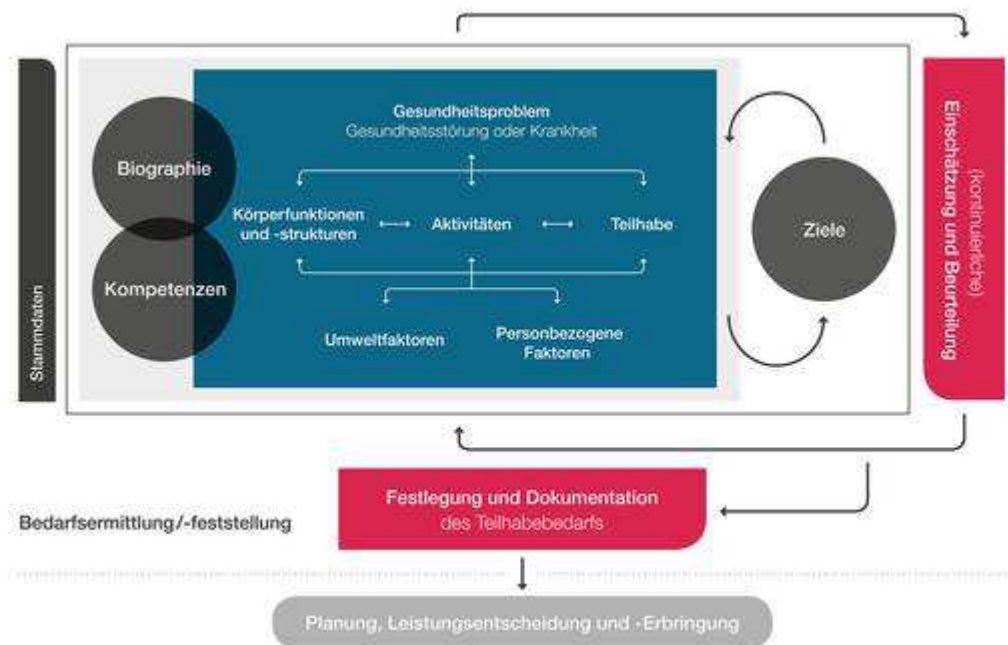 Stammdaten
Biographie
Kompetenzen
Gesundheitsproblem
Gesundheitsstörung oder Krankheit
Körperfunktionen
und -strukturen
Aktivitäten
Teilhabe
Umweltfaktoren
Personbezogene
Faktoren
Ziele
(kontinuierliche)
Einschätzung und Beurteilung
Festlegung und Dokumentation
des Teilhabebedarfs
Bedarfsermittlung/-feststellung
Planung, Leistungsentscheidung und -Erbringung